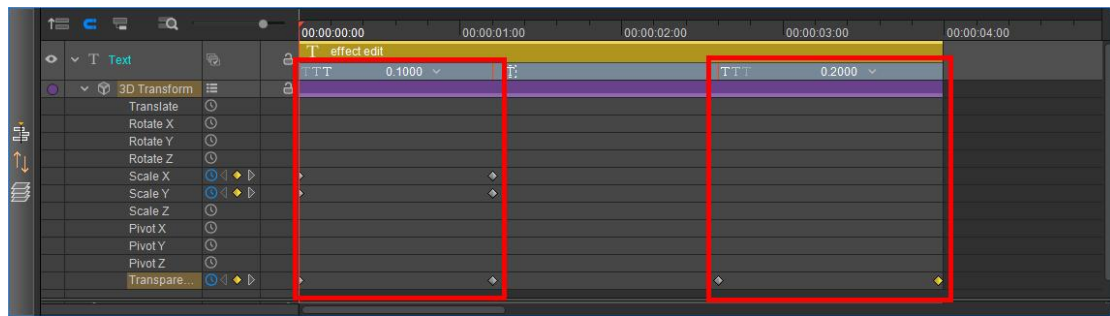 00:00:00:00 00:00:01:00 00:00:02:00 00:00:03:00 00:00:04:00
T effect edit
T Text
TTT 0.1000 T TTT 0.2000
3D Transform
Translate
Rotate X
Rotate Y
Rotate Z
Scale X
Scale Y
Scale Z
Pivot X
Pivot Y
Pivot Z
Transpare...